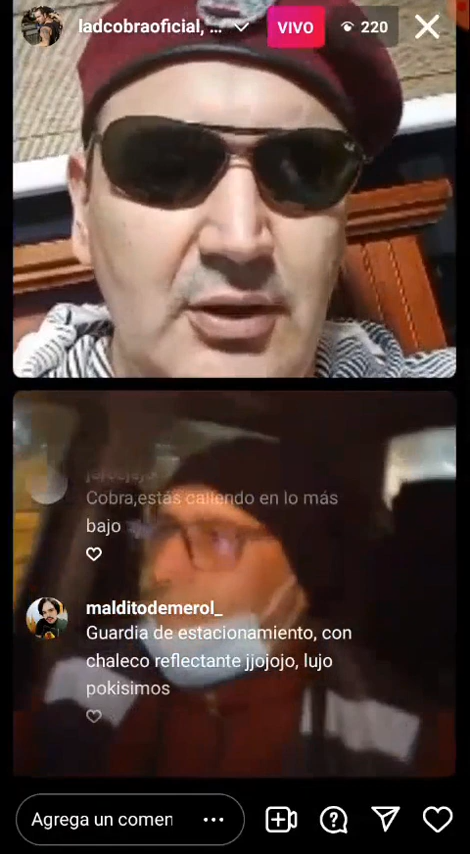 ladcobraoficial, ...
VIVO
220
Cobra,estás callendo en lo más
bajo
malditodemerol_
Guardia de estacionamiento, con
chaleco reflectante jjojojo, lujo
pokisimos
Agrega un comen